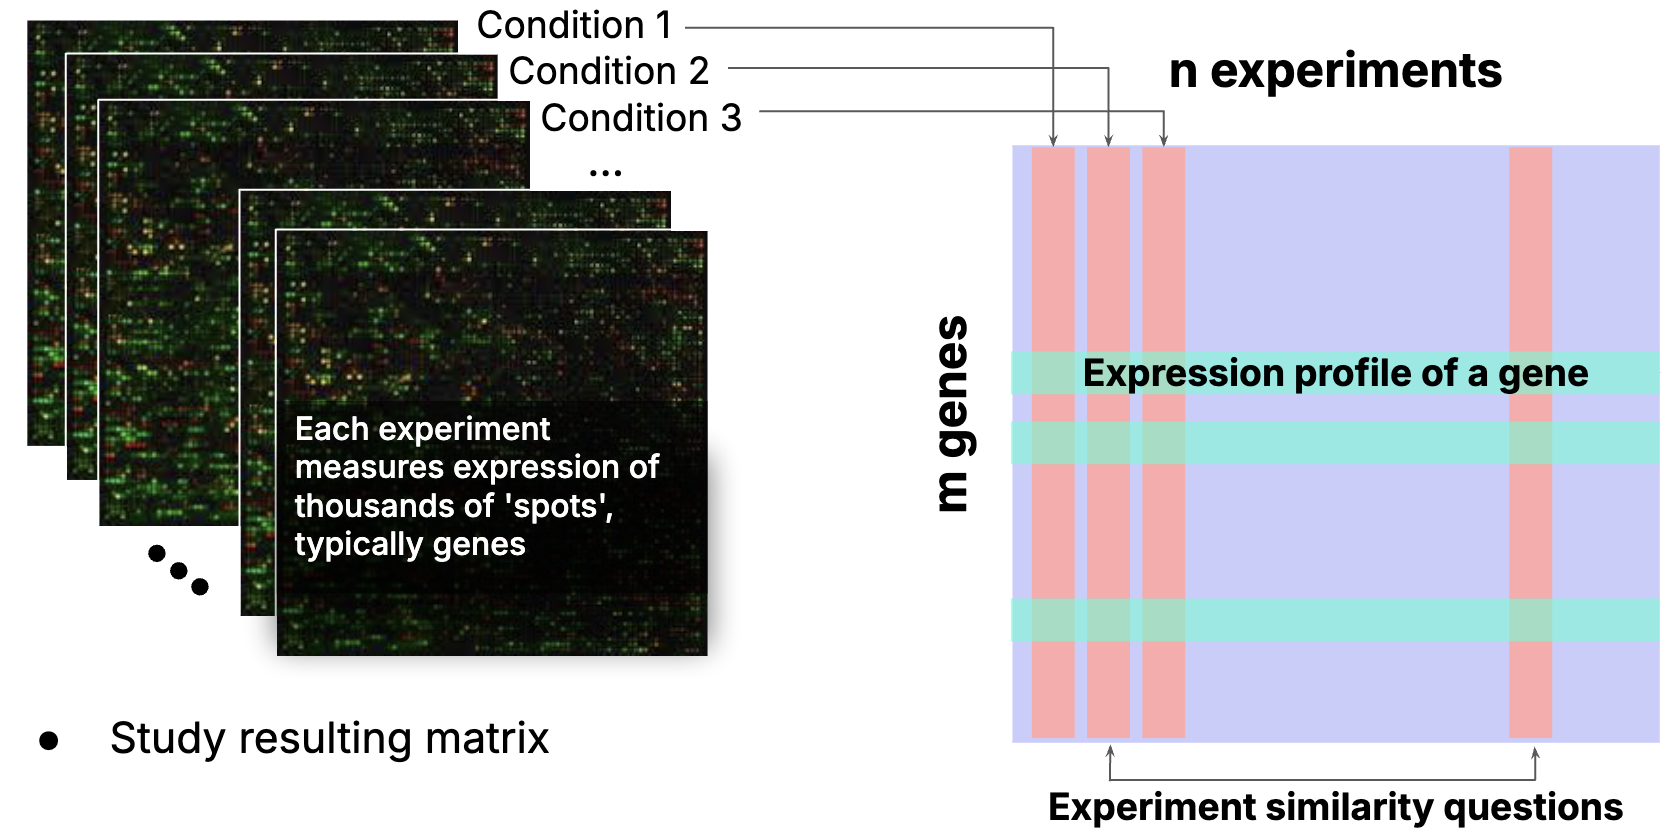 Condition 1
Condition 2
Condition 3
...
n experiments
m genes
Expression profile of a gene
Each experiment
measures expression of
thousands of 'spots',
typically genes
● Study resulting matrix
Experiment similarity questions